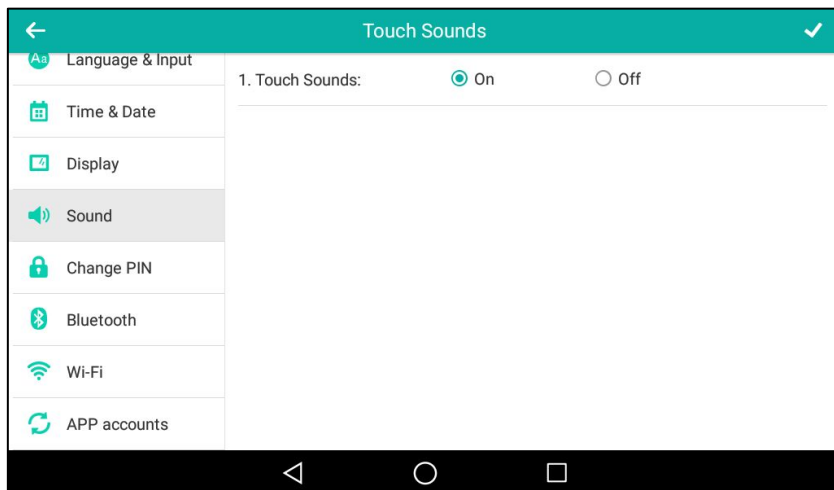 Touch Sounds
Aa Language & Input
Time & Date
Display
Sound
Change PIN
Bluetooth
Wi-Fi
APP accounts
1. Touch Sounds: On Off